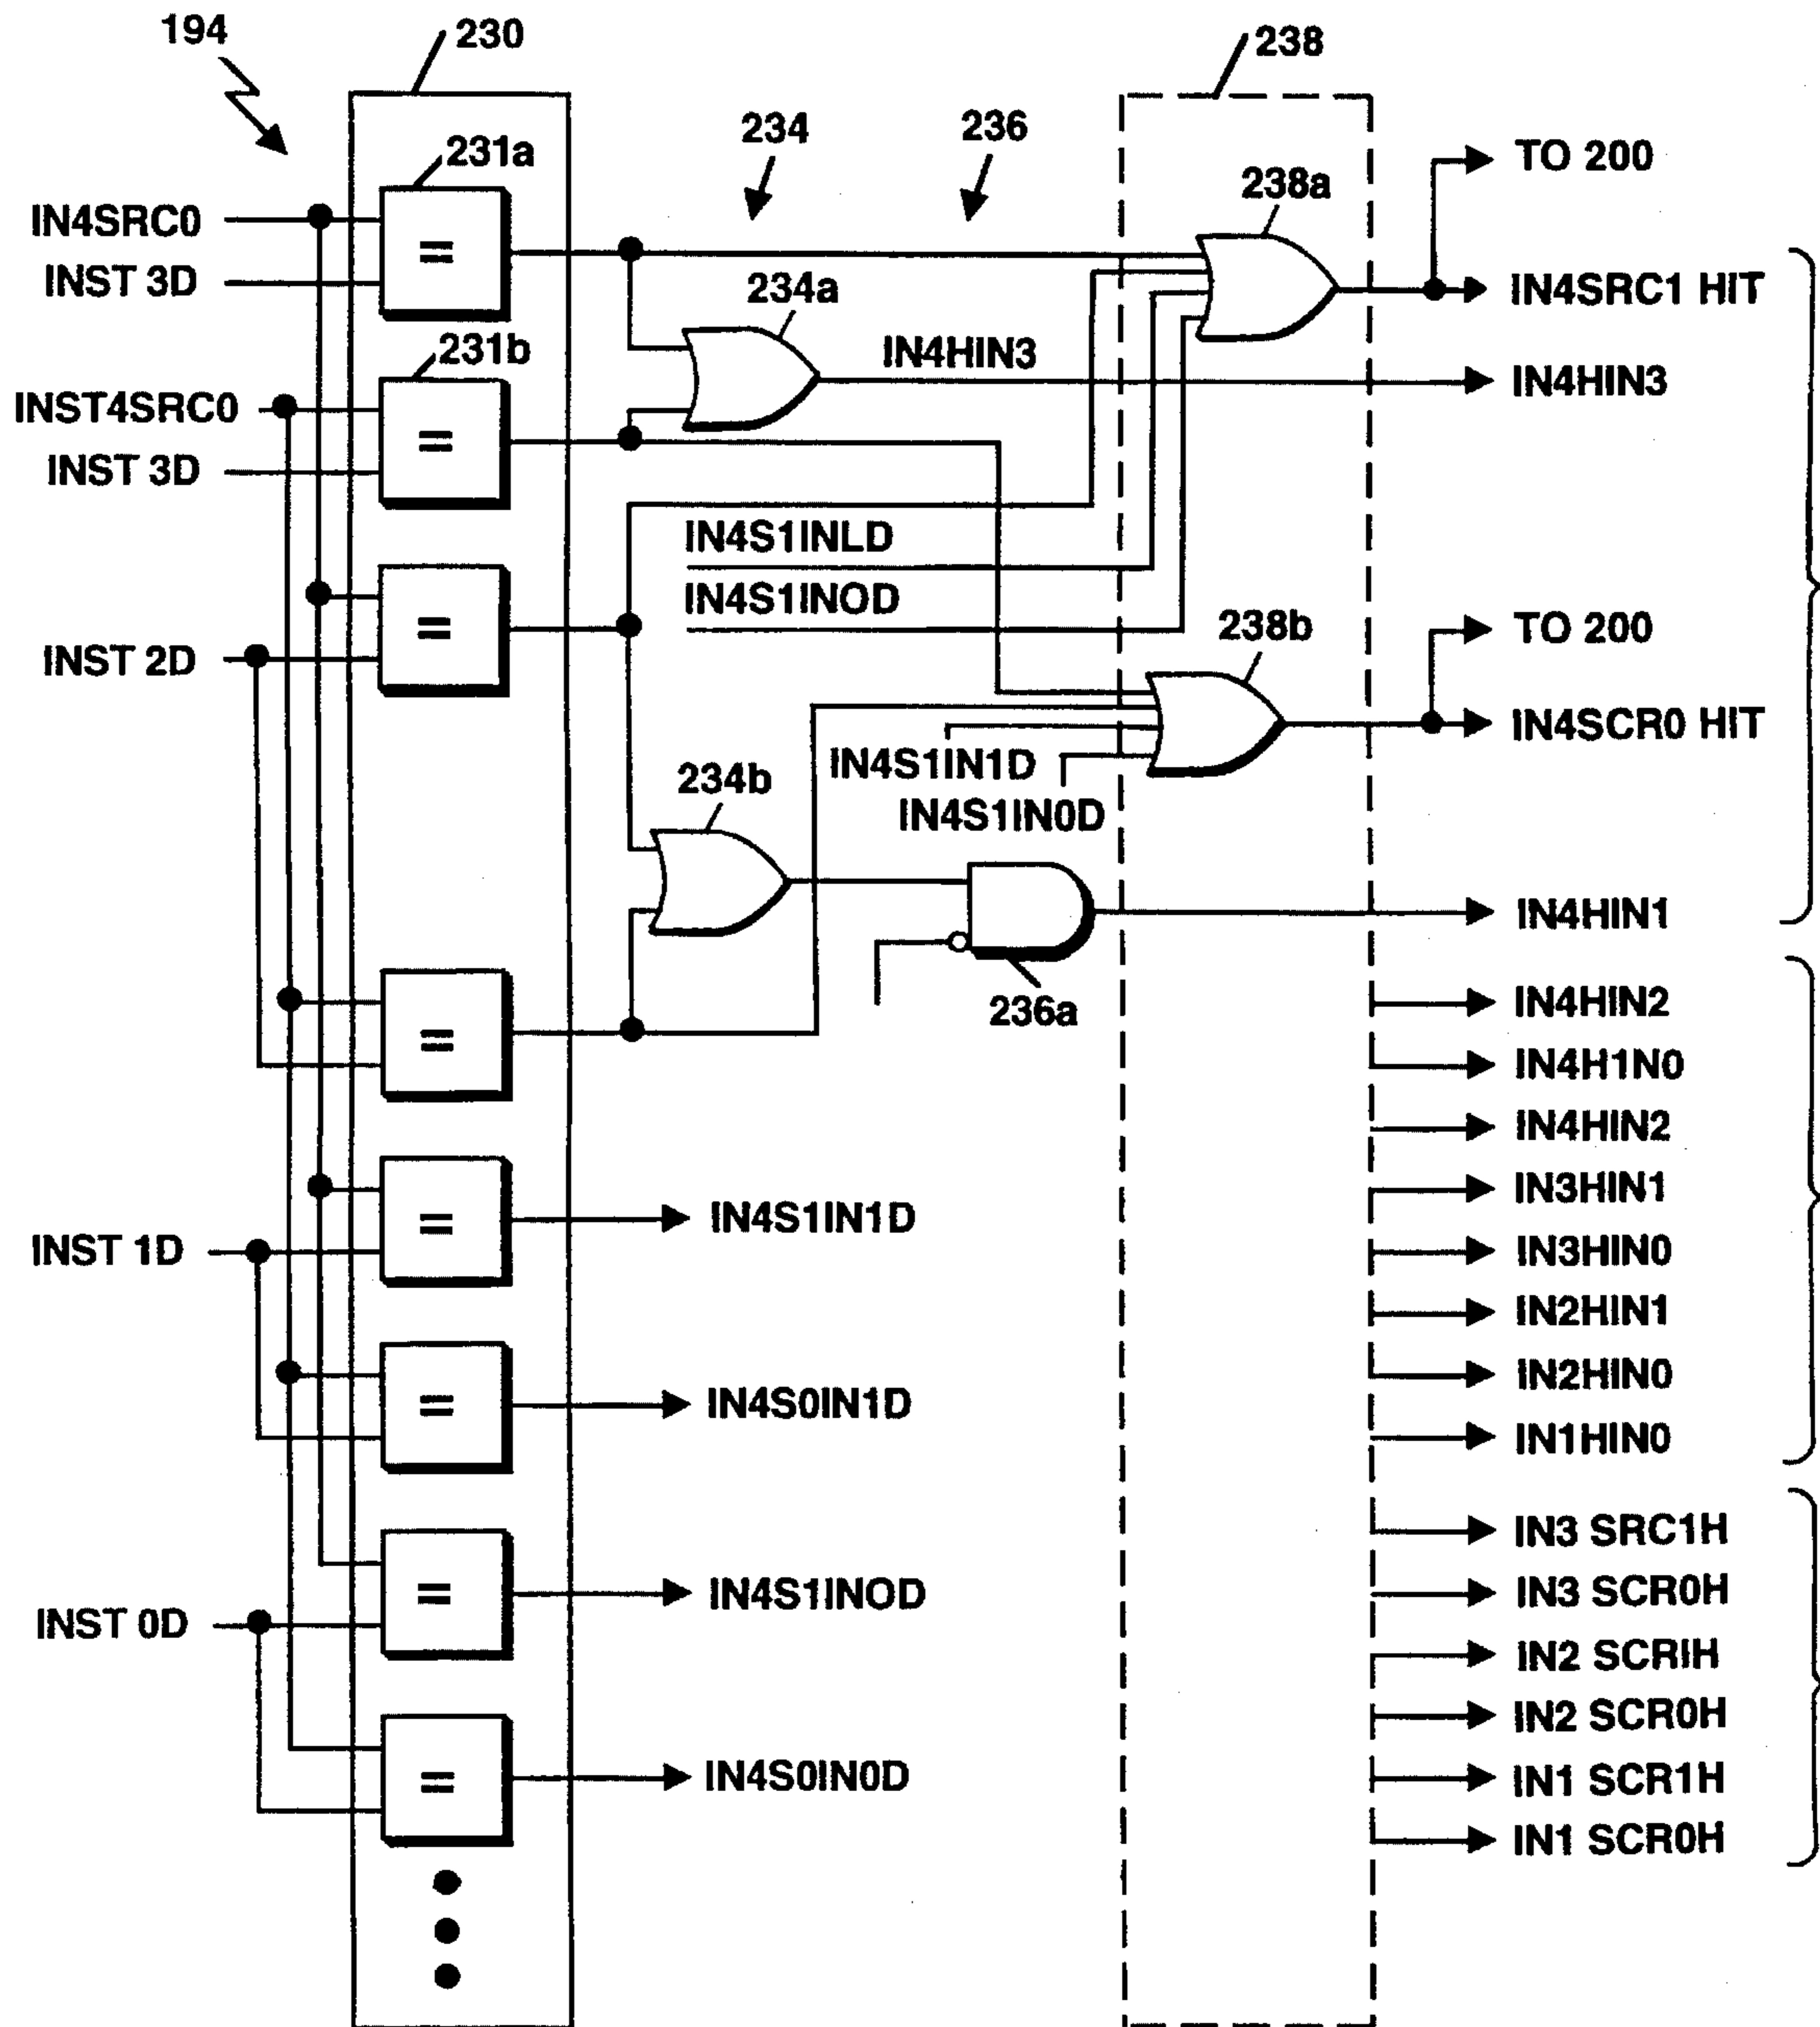 194
230
238
231a
234
236
TO 200
IN4SRC0
238a
=
INST 3D
234a
IN4SRC1 HIT
231b
IN4HIN3
IN4HIN3
INST4SRC0
=
INST 3D
IN4S1INLD
IN4S1INOD
=
238b
TO 200
INST 2D
IN4SCR0 HIT
IN4S1IN1D
234b
IN4S1IN0D
IN4HIN1
236a
IN4HIN2
=
IN4H1N0
IN4HIN2
IN3HIN1
=
IN4S1IN1D
INST 1D
IN3HIN0
IN2HIN1
IN2HIN0
=
IN4S0IN1D
IN1HIN0
IN3 SRC1H
=
IN4S1INOD
IN3 SCR0H
INST 0D
IN2 SCRIH
IN2 SCR0H
=
IN4S0IN0D
IN1 SCR1H
IN1 SCR0H